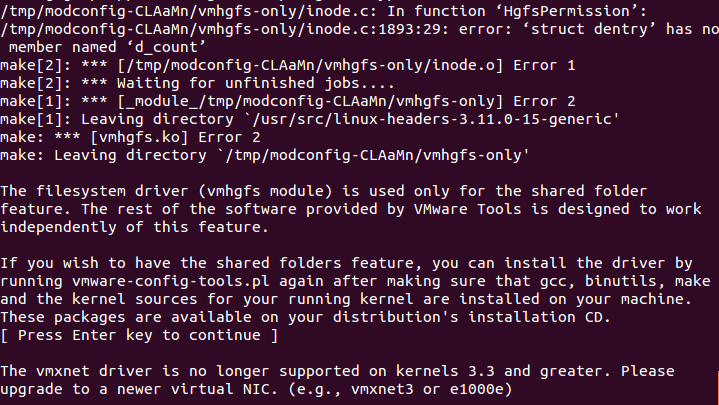 /tmp/modconfig-CLAaMn/vmhgfs-only/inode.c: In function ‘HgfsPermission’:
/tmp/modconfig-CLAaMn/vmhgfs-only/inode.c:1893:29: error: ‘struct dentry’ has no
 member named ‘d_count’
make[2]: *** [/tmp/modconfig-CLAaMn/vmhgfs-only/inode.o] Error 1
make[2]: *** Waiting for unfinished jobs....
make[1]: *** [_module_/tmp/modconfig-CLAaMn/vmhgfs-only] Error 2
make[1]: Leaving directory `/usr/src/linux-headers-3.11.0-15-generic'
make: *** [vmhgfs.ko] Error 2
make: Leaving directory `/tmp/modconfig-CLAaMn/vmhgfs-only'
The filesystem driver (vmhgfs module) is used only for the shared folder
feature. The rest of the software provided by VMware Tools is designed to work
independently of this feature.
If you wish to have the shared folders feature, you can install the driver by
running vmware-config-tools.pl again after making sure that gcc, binutils, make
and the kernel sources for your running kernel are installed on your machine.
These packages are available on your distribution's installation CD.
[ Press Enter key to continue ]
The vmxnet driver is no longer supported on kernels 3.3 and greater. Please
upgrade to a newer virtual NIC. (e.g., vmxnet3 or e1000e)